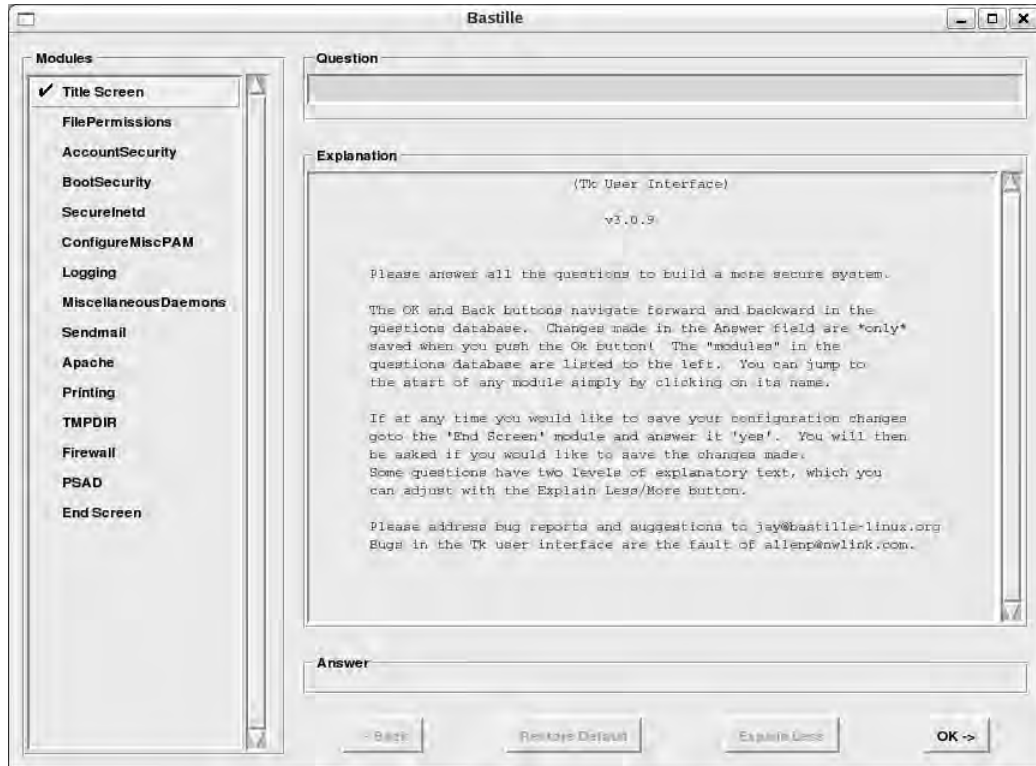 Bastille
Modules
✔ Title Screen
FilePermissions
AccountSecurity
BootSecurity
SecureInetd
ConfigureMiscPAM
Logging
MiscellaneousDaemons
Sendmail
Apache
Printing
TMPDIR
Firewall
PSAD
End Screen
Question
Explanation
(Tk User Interface)
v3.0.9
Please answer all the questions to build a more secure system.
The OK and Back buttons navigate forward and backward in the
questions database. Changes made in the Answer field are *only*
saved when you push the Ok button! The "modules" in the
questions database are listed to the left. You can jump to
the start of any module simply by clicking on its name.
If at any time you would like to save your configuration changes
goto the 'End Screen' module and answer it 'yes'. You will then
be asked if you would like to save the changes made.
Some questions have two levels of explanatory text, which you
can adjust with the Explain Less/More button.
Please address bug reports and suggestions to jay@bastille-linux.org
Bugs in the Tk user interface are the fault of allenp@nwlink.com.
Answer
<- Back
Restore Default
Explain Less
OK ->